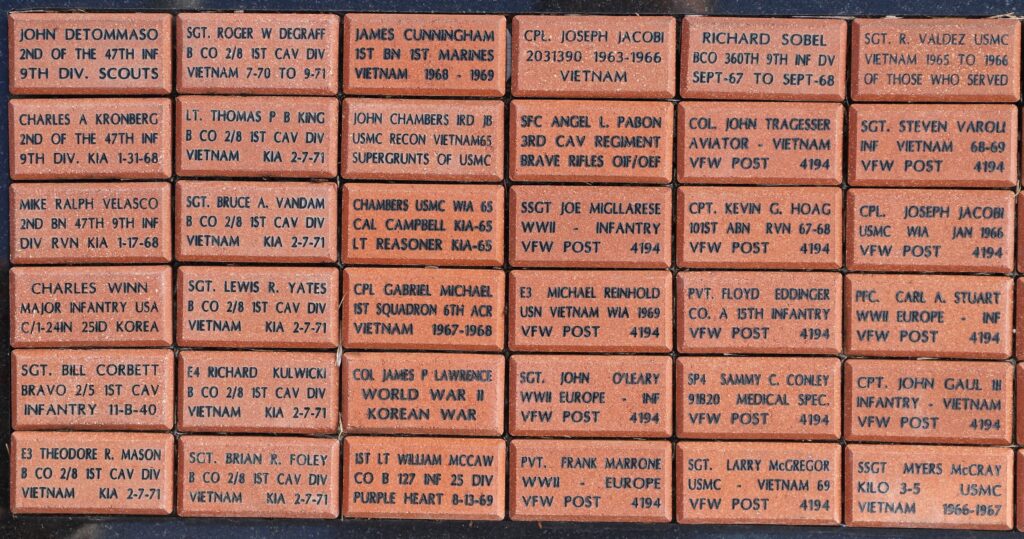 JOHN DETOMMASO
2ND OF THE 47TH INF
9TH DIV. SCOUTS
SGT. ROGER W DEGRAFF
B CO 2/8 1ST CAV DIV
VIETNAM 7-70 TO 9-71
JAMES CUNNINGHAM
1ST BN 1ST MARINES
VIETNAM 1968 - 1969
CPL. JOSEPH JACOBI
2031390 1963-1966
VIETNAM
RICHARD SOBEL
BCO 360TH 9TH INF DV
SEPT-67 TO SEPT-68
SGT. R. VALDEZ USMC
VIETNAM 1965 TO 1966
OF THOSE WHO SERVED
CHARLES A KRONBERG
2ND OF THE 47TH INF
9TH DIV. KIA 1-31-68
LT. THOMAS P B KING
B CO 2/8 1ST CAV DIV
VIETNAM KIA 2-7-71
JOHN CHAMBERS IRD JB
USMC RECON VIETNAM65
SUPERGRUNTS OF USMC
SFC ANGEL L. PABON
3RD CAV REGIMENT
BRAVE RIFLES OIF/OEF
COL. JOHN TRAGESSER
AVIATOR - VIETNAM
VFW POST 4194
SGT. STEVEN VAROLI
INF VIETNAM 68-69
VFW POST 4194
MIKE RALPH VELASCO
2ND BN 47TH 9TH INF
DIV RVN KIA 1-17-68
SGT. BRUCE A. VANDAM
B CO 2/8 1ST CAV DIV
VIETNAM KIA 2-7-71
CHAMBERS USMC WIA 65
CAL CAMPBELL KIA-65
LT REASONER KIA-65
SSGT JOE MIGLLARESE
WWII - INFANTRY
VFW POST 4194
CPT. KEVIN G. HOAG
101ST ABN RVN 67-68
VFW POST 4194
CPL. JOSEPH JACOBI
USMC WIA JAN 1966
VFW POST 4194
CHARLES WINN
MAJOR INFANTRY USA
C/1-24IN 25ID KOREA
SGT. LEWIS R. YATES
B CO 2/8 1ST CAV DIV
VIETNAM KIA 2-7-71
CPL GABRIEL MICHAEL
1ST SQUADRON 6TH ACR
VIETNAM 1967-1968
E3 MICHAEL REINHOLD
USN VIETNAM WIA 1969
VFW POST 4194
PVT. FLOYD EDDINGER
CO. A 15TH INFANTRY
VFW POST 4194
PFC. CARL A. STUART
WWII EUROPE - INF
VFW POST 4194
SGT. BILL CORBETT
BRAVO 2/5 1ST CAV
INFANTRY 11-B-40
E4 RICHARD KULWICKI
B CO 2/8 1ST CAV DIV
VIETNAM KIA 2-7-71
COL JAMES P LAWRENCE
WORLD WAR II
KOREAN WAR
SGT. JOHN O'LEARY
WWII EUROPE - INF
VFW POST 4194
SP4 SAMMY C. CONLEY
91B20 MEDICAL SPEC.
VFW POST 4194
CPT. JOHN GAUL III
INFANTRY - VIETNAM
VFW POST 4194
E3 THEODORE R. MASON
B CO 2/8 1ST CAV DIV
VIETNAM KIA 2-7-71
SGT. BRIAN R. FOLEY
B CO 2/8 1ST CAV DIV
VIETNAM KIA 2-7-71
1ST LT WILLIAM MCCAW
CO B 127 INF 25 DIV
PURPLE HEART 8-13-69
PVT. FRANK MARRONE
WWII - EUROPE
VFW POST 4194
SGT. LARRY McGREGOR
USMC - VIETNAM 69
VFW POST 4194
SSGT MYERS McCRAY
KILO 3-5 USMC
VIETNAM 1966-1967